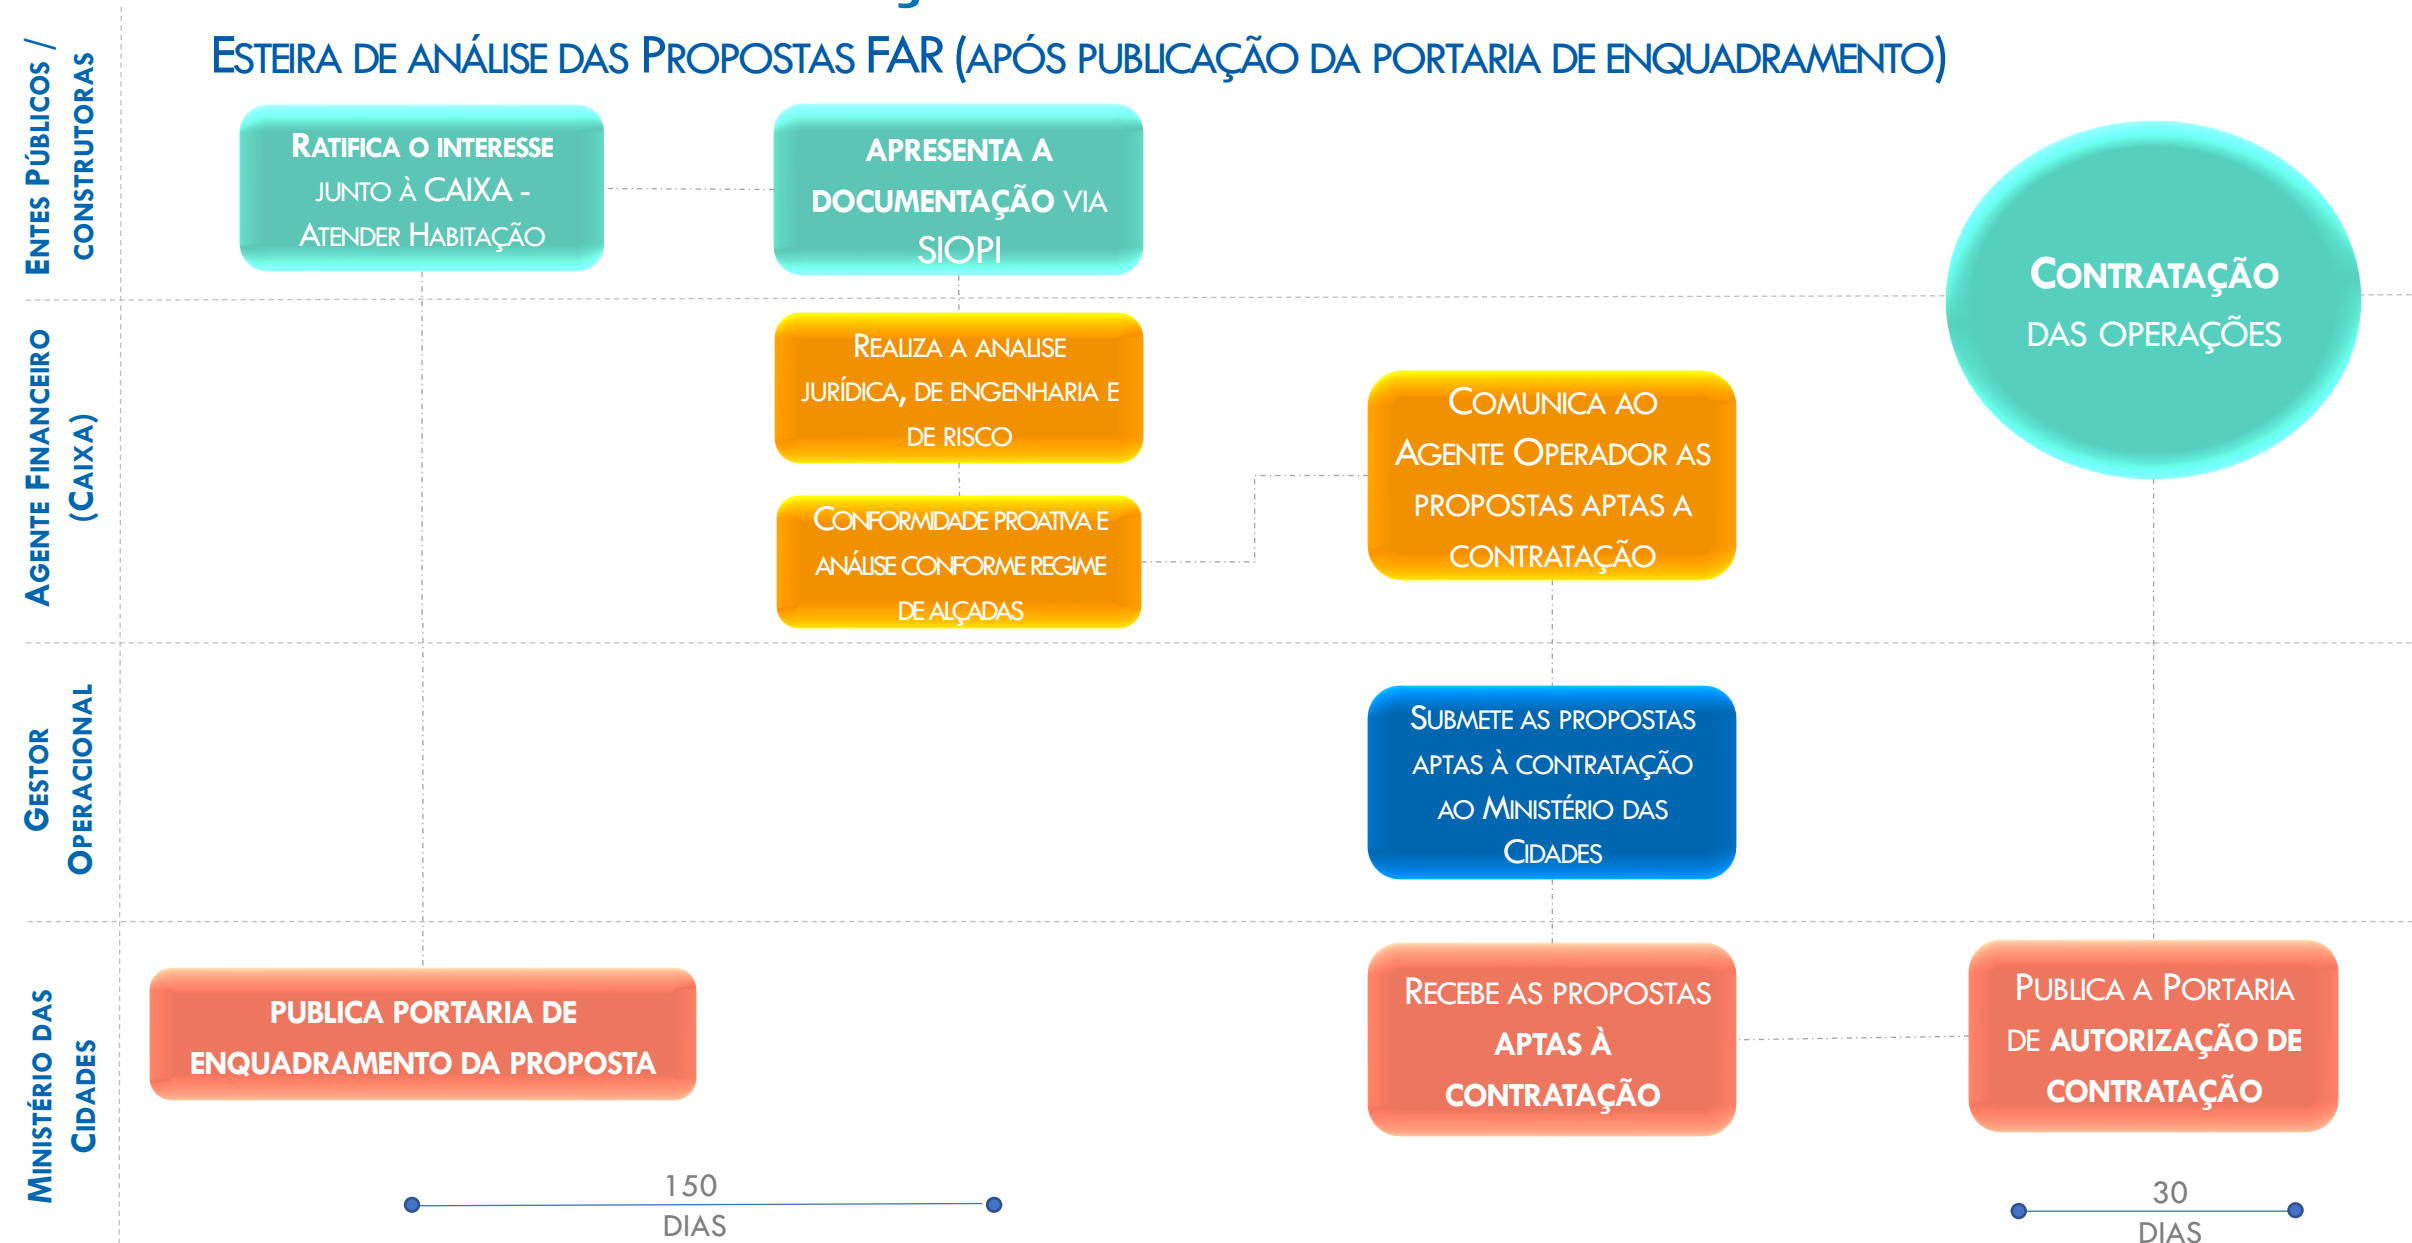 ESTEIRA DE ANÁLISE DAS PROPOSTAS FAR (APÓS PUBLICAÇÃO DA PORTARIA DE ENQUADRAMENTO)
ENTES PÚBLICOS /
CONSTRUTORAS
RATIFICA O INTERESSE
JUNTO À CAIXA -
ATENDER HABITAÇÃO
APRESENTA A
DOCUMENTAÇÃO VIA
SIOPI
CONTRATAÇÃO
DAS OPERAÇÕES
AGENTE FINANCEIRO
(CAIXA)
REALIZA A ANALISE
JURÍDICA, DE ENGENHARIA E
DE RISCO
CONFORMIDADE PROATIVA E
ANÁLISE CONFORME REGIME
DE ALÇADAS
COMUNICA AO
AGENTE OPERADOR AS
PROPOSTAS APTAS A
CONTRATAÇÃO
GESTOR
OPERACIONAL
SUBMETE AS PROPOSTAS
APTAS À CONTRATAÇÃO
AO MINISTÉRIO DAS
CIDADES
MINISTÉRIO DAS
CIDADES
PUBLICA PORTARIA DE
ENQUADRAMENTO DA PROPOSTA
RECEBE AS PROPOSTAS
APTAS À
CONTRATAÇÃO
PUBLICA A PORTARIA
DE AUTORIZAÇÃO DE
CONTRATAÇÃO
150
DIAS
30
DIAS